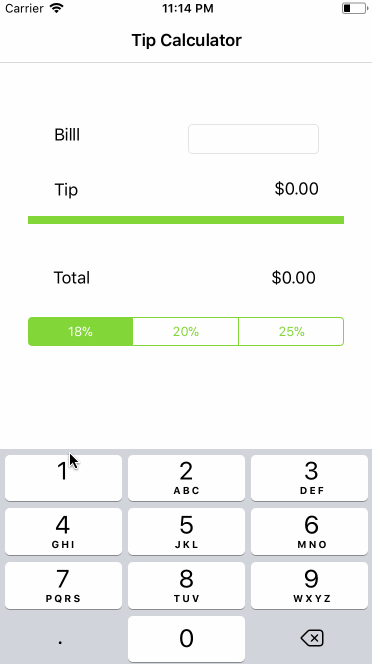 Carrier 11:14 PM
Tip Calculator
Billl
Tip $0.00
Total $0.00
18% 20% 25%
1 2 3
ABC DEF
4 5 6
GHI JKL MNO
7 8 9
PQRS TUV WXYZ
. 0